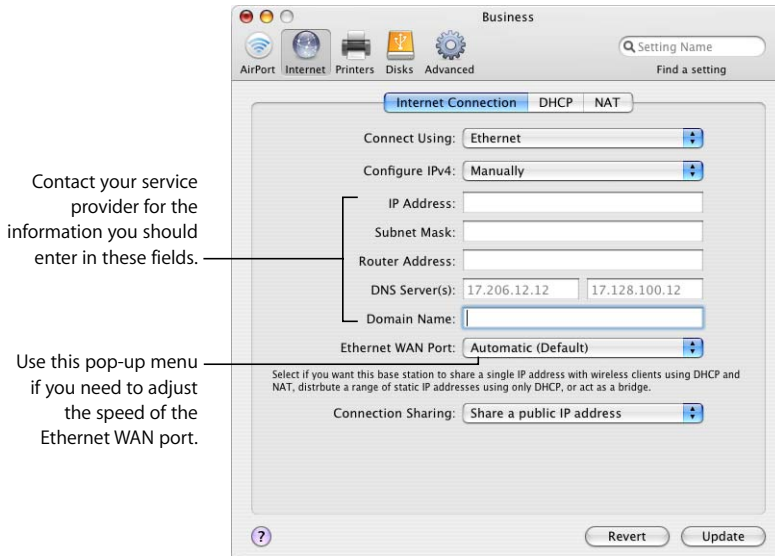 Business
Setting Name
AirPort Internet Printers Disks Advanced
Find a setting
Internet Connection DHCP NAT
Connect Using: Ethernet
Configure IPv4: Manually
Contact your service
provider for the
information you should
enter in these fields.
IP Address:
Subnet Mask:
Router Address:
DNS Server(s): 17.206.12.12 17.128.100.12
Domain Name:
Use this pop-up menu
if you need to adjust
the speed of the
Ethernet WAN port.
Ethernet WAN Port: Automatic (Default)
Select if you want this base station to share a single IP address with wireless clients using DHCP and
NAT, distrbute a range of static IP addresses using only DHCP, or act as a bridge.
Connection Sharing: Share a public IP address
?
Revert Update